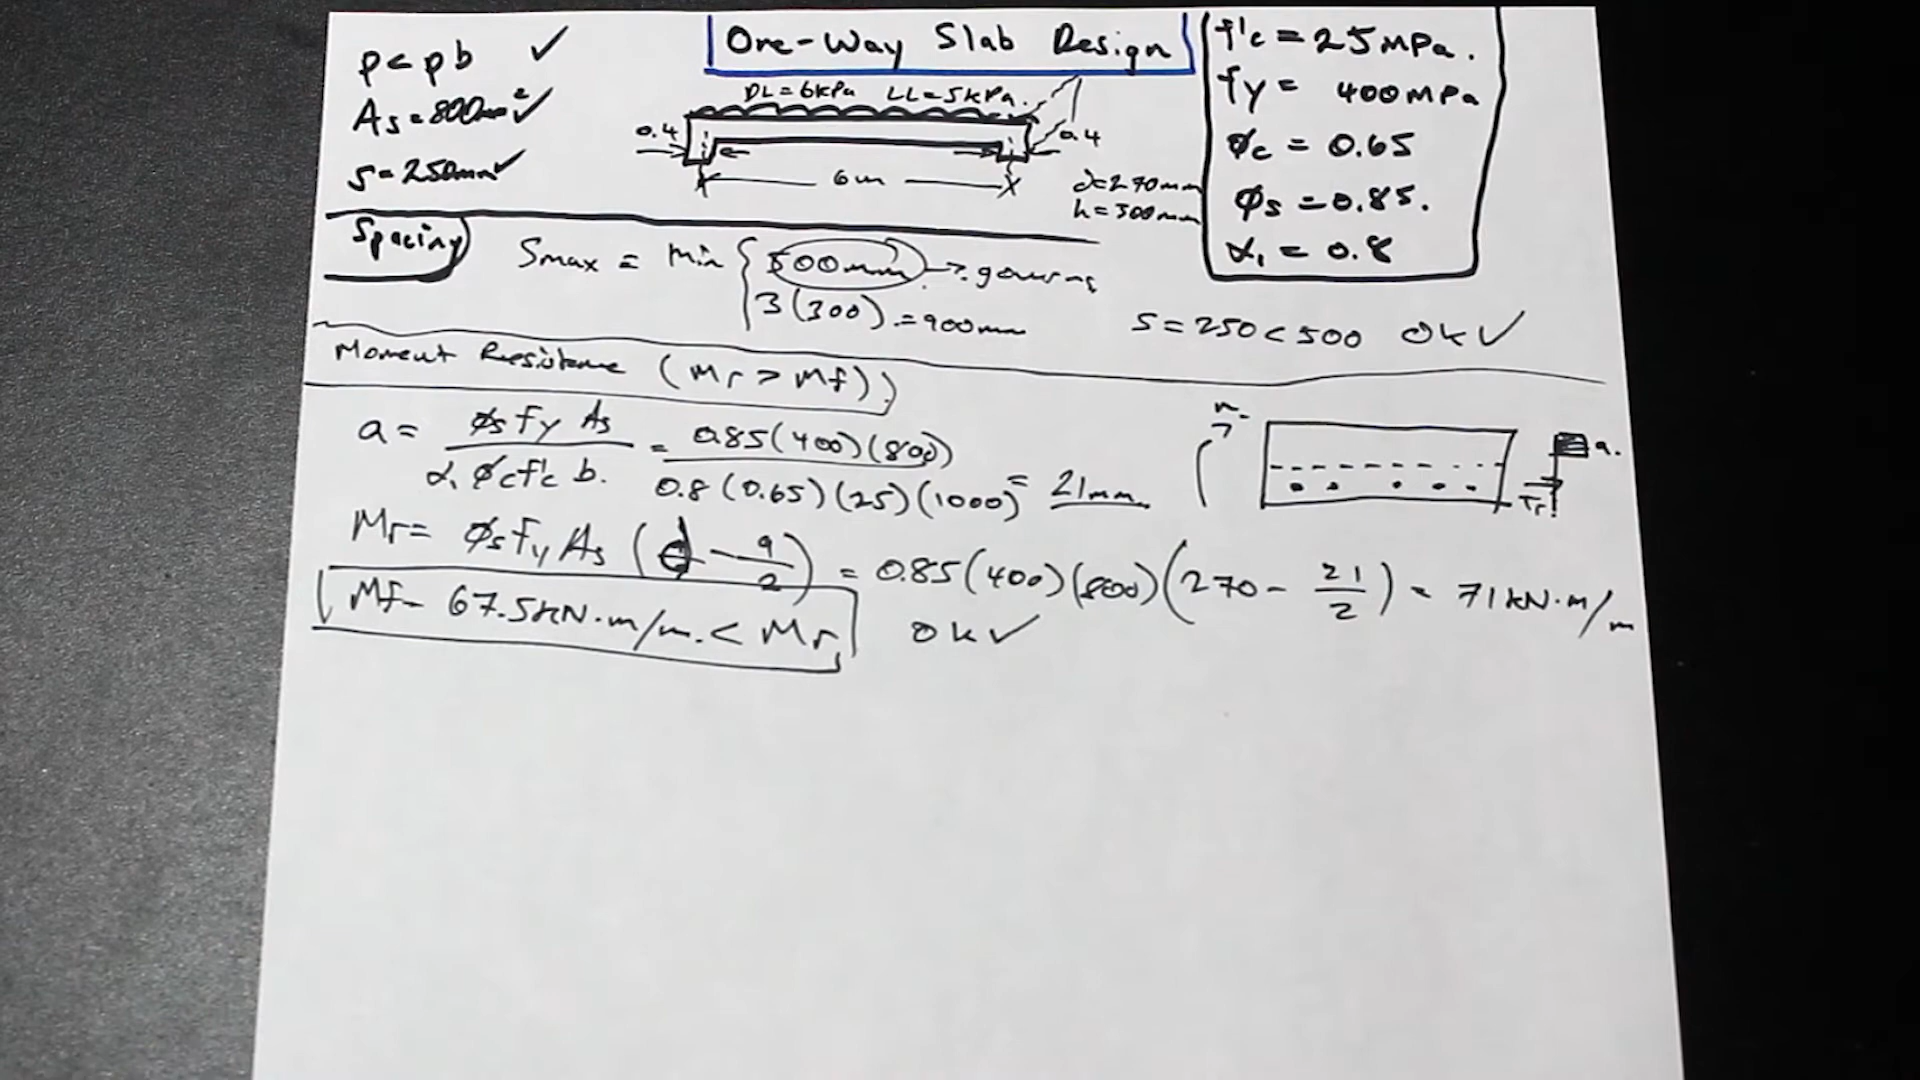 One-Way Slab Design
ρ < ρb ✓
As = 800mm² ✓
S = 250mm ✓
DL = 6kPa LL = 5kPa.
0.4 0.4
6m
d = 270mm
h = 300mm
f'c = 25MPa.
fy = 400MPa
φc = 0.65
φs = 0.85.
α₁ = 0.8
Spacing
Smax = Min { 500mm → governs
3(300) = 900mm
S = 250 < 500 Ok ✓
Moment Resistance (Mr > Mf)
a = φs fy As / α₁ φc f'c b. = 0.85(400)(800) / 0.8(0.65)(25)(1000) = 21mm
a.
Tr
Mr = φs fy As (d - a/2) = 0.85(400)(800)(270 - 21/2) = 71kN·m/m
Mf = 67.5kN·m/m. < Mr Ok ✓